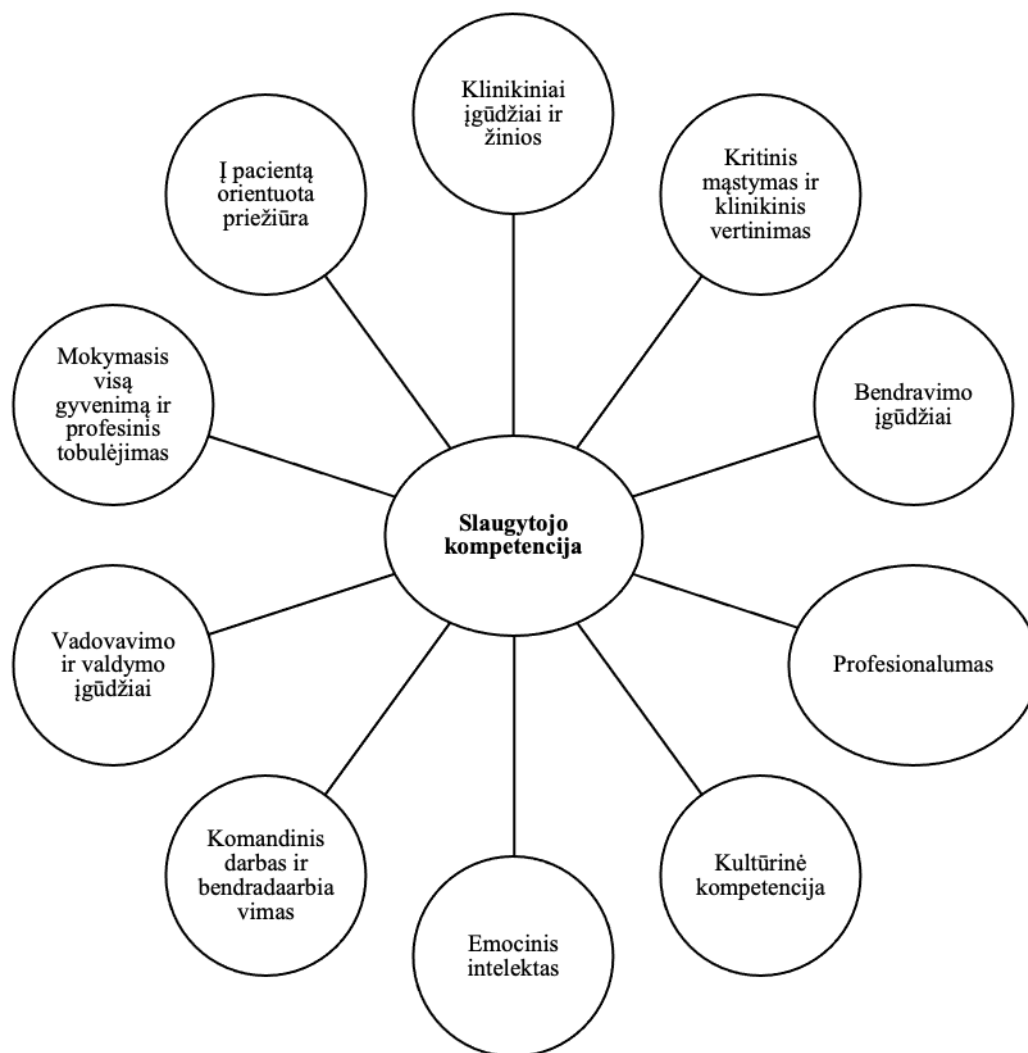 Klinikiniai
įgūdžiai ir
žinios
Kritinis
mąstymas ir
klinikinis
vertinimas
Bendravimo
įgūdžiai
Profesionalumas
Kultūrinė
kompetencija
Emocinis
intelektas
Komandinis
darbas ir
bendradaarbia
vimas
Vadovavimo
ir valdymo
įgūdžiai
Mokymasis
visą
gyvenimą ir
profesinis
tobulėjimas
Į pacientą
orientuota
priežiūra
Slaugytojo
kompetencija